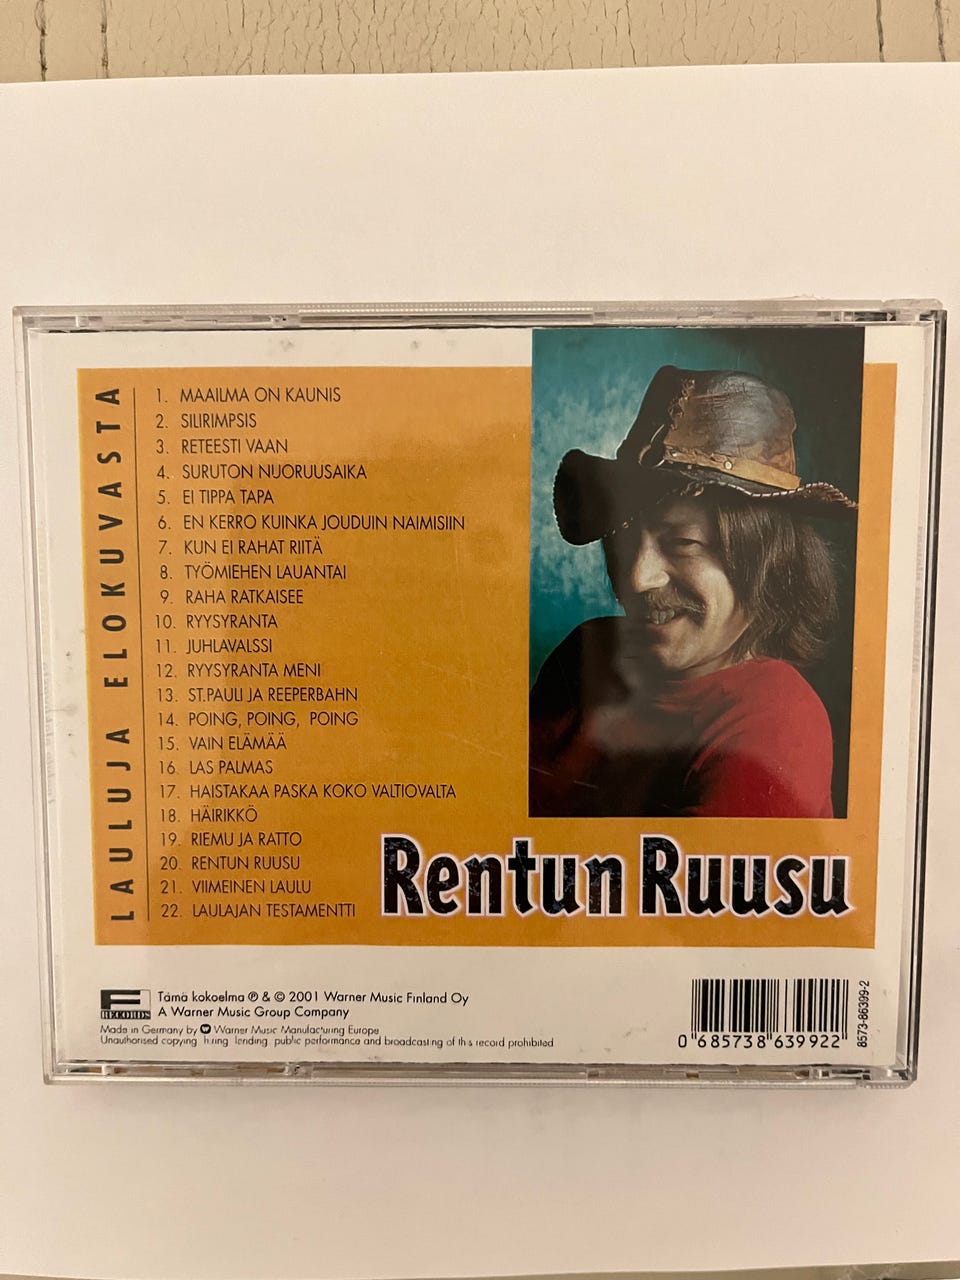 LAULUJA ELOKUVASTA
1. MAAILMA ON KAUNIS
2. SILIRIMPSIS
3. RETEESTI VAAN
4. SURUTON NUORUUSAIKA
5. EI TIPPA TAPA
6. EN KERRO KUINKA JOUDUIN NAIMISIIN
7. KUN EI RAHAT RIITÄ
8. TYÖMIEHEN LAUANTAI
9. RAHA RATKAISEE
10. RYYSYRANTA
11. JUHLAVALSSI
12. RYYSYRANTA MENI
13. ST.PAULI JA REEPERBAHN
14. POING, POING, POING
15. VAIN ELÄMÄÄ
16. LAS PALMAS
17. HAISTAKAA PASKA KOKO VALTIOVALTA
18. HÄIRIKKÖ
19. RIEMU JA RATTO
20. RENTUN RUUSU
21. VIIMEINEN LAULU
22. LAULAJAN TESTAMENTTI
Rentun Ruusu
F
RECORDS
Tämä kokoelma ℗ & © 2001 Warner Music Finland Oy
A Warner Music Group Company
Made in Germany by Warner Music Manufacturing Europe
Unauthorised copying hiring lending public performance and broadcasting of this record prohibited
0 685738 639922
8573-86399-2